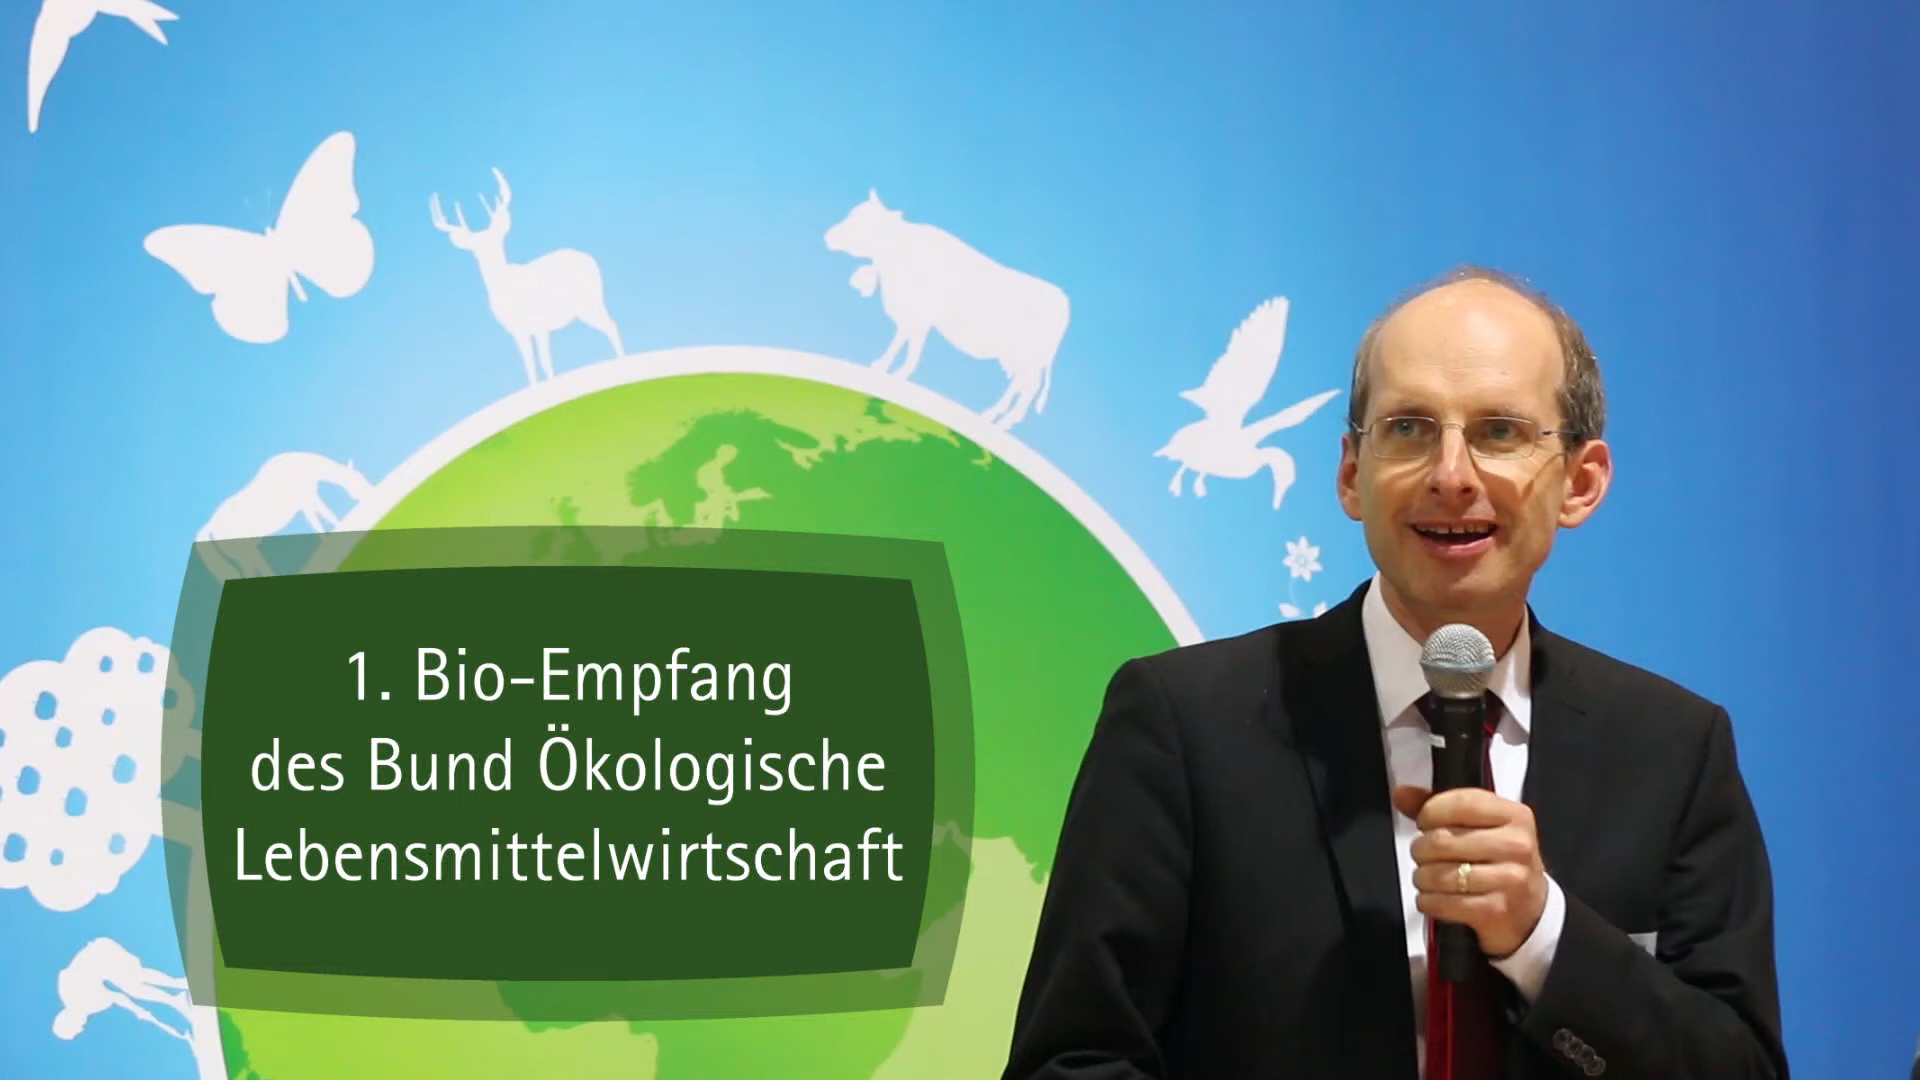 1. Bio-Empfang
des Bund Ökologische
Lebensmittelwirtschaft